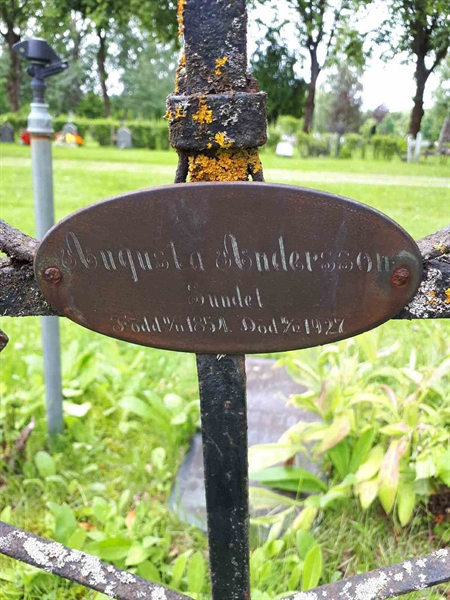 Augusta Andersson
Sundet
Född 1854. Död 1927